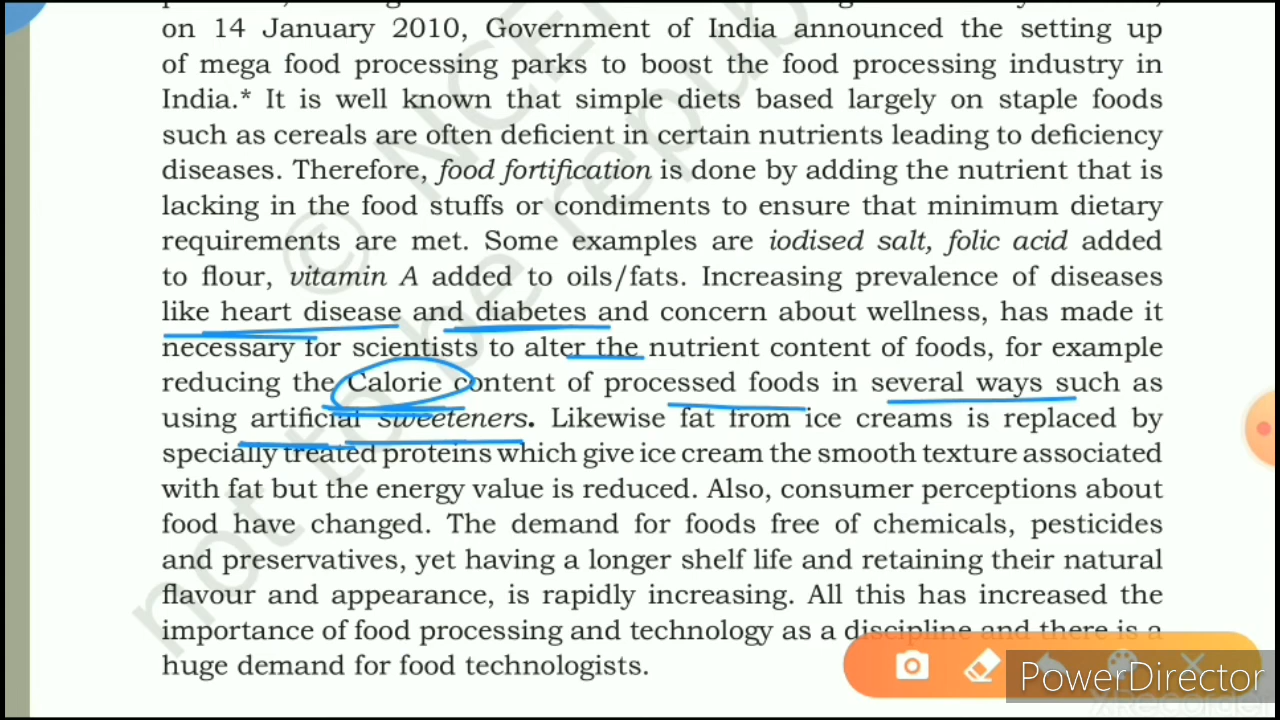 on 14 January 2010, Government of India announced the setting up
of mega food processing parks to boost the food processing industry in
India.* It is well known that simple diets based largely on staple foods
such as cereals are often deficient in certain nutrients leading to deficiency
diseases. Therefore, food fortification is done by adding the nutrient that is
lacking in the food stuffs or condiments to ensure that minimum dietary
requirements are met. Some examples are iodised salt, folic acid added
to flour, vitamin A added to oils/fats. Increasing prevalence of diseases
like heart disease and diabetes and concern about wellness, has made it
necessary for scientists to alter the nutrient content of foods, for example
reducing the Calorie content of processed foods in several ways such as
using artificial sweeteners. Likewise fat from ice creams is replaced by
specially treated proteins which give ice cream the smooth texture associated
with fat but the energy value is reduced. Also, consumer perceptions about
food have changed. The demand for foods free of chemicals, pesticides
and preservatives, yet having a longer shelf life and retaining their natural
flavour and appearance, is rapidly increasing. All this has increased the
importance of food processing and technology as a discipline and there is a
huge demand for food technologists.
PowerDirector
not to be republ
© NCE